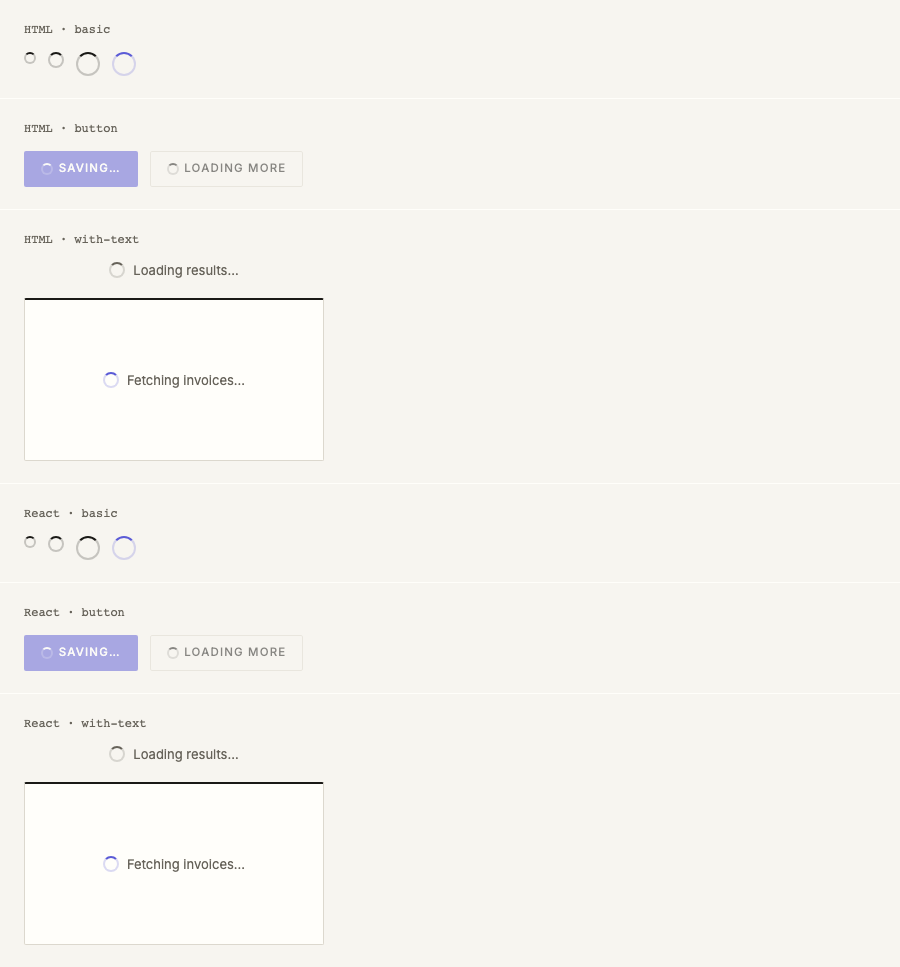 HTML · basic
HTML · button
SAVING… LOADING MORE
HTML · with-text
Loading results…
Fetching invoices…
React · basic
React · button
SAVING… LOADING MORE
React · with-text
Loading results…
Fetching invoices…